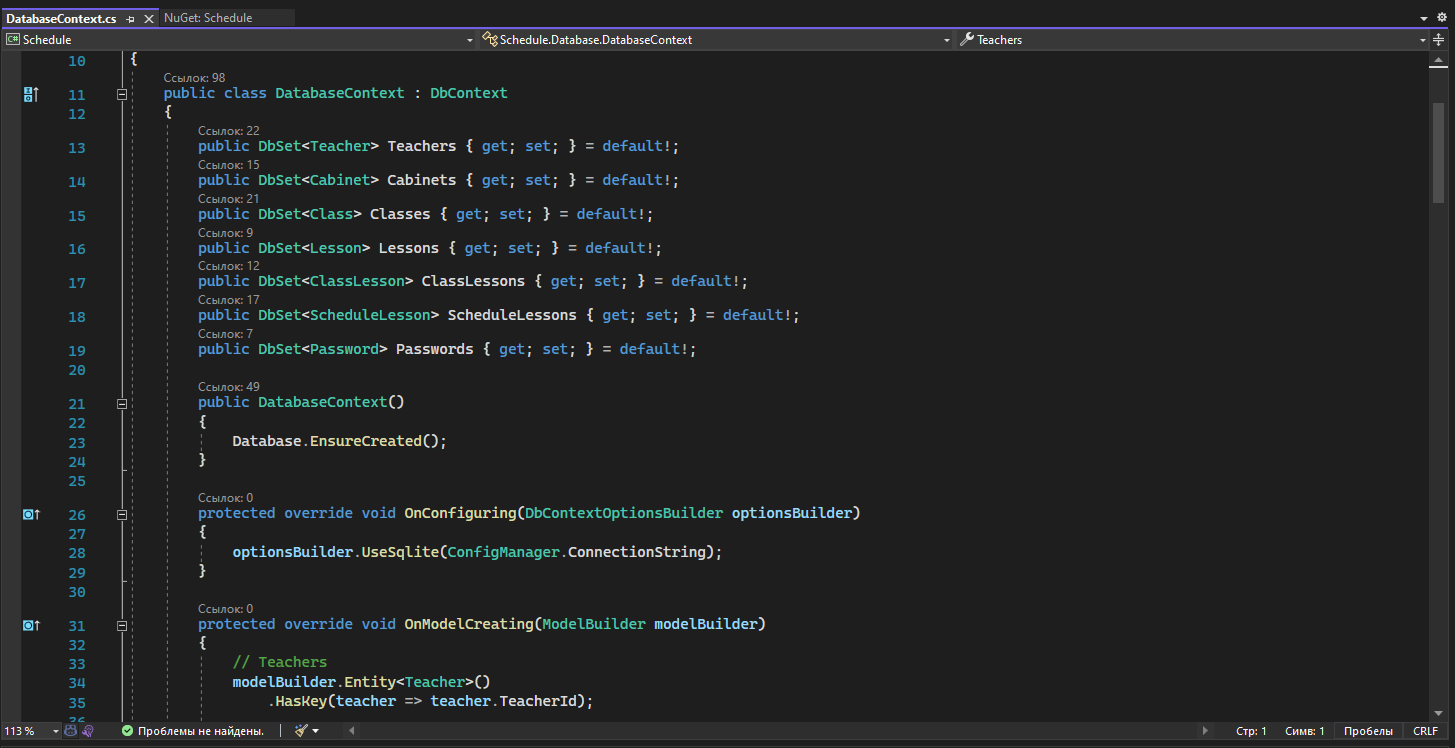 DatabaseContext.cs NuGet: Schedule
C# Schedule Schedule.Database.DatabaseContext Teachers
10 {
Ссылок: 98
11 public class DatabaseContext : DbContext
12 {
Ссылок: 22
13 public DbSet<Teacher> Teachers { get; set; } = default!;
Ссылок: 15
14 public DbSet<Cabinet> Cabinets { get; set; } = default!;
Ссылок: 21
15 public DbSet<Class> Classes { get; set; } = default!;
Ссылок: 9
16 public DbSet<Lesson> Lessons { get; set; } = default!;
Ссылок: 12
17 public DbSet<ClassLesson> ClassLessons { get; set; } = default!;
Ссылок: 17
18 public DbSet<ScheduleLesson> ScheduleLessons { get; set; } = default!;
Ссылок: 7
19 public DbSet<Password> Passwords { get; set; } = default!;
20
Ссылок: 49
21 public DatabaseContext()
22 {
23 Database.EnsureCreated();
24 }
25
Ссылок: 0
26 protected override void OnConfiguring(DbContextOptionsBuilder optionsBuilder)
27 {
28 optionsBuilder.UseSqlite(ConfigManager.ConnectionString);
29 }
30
Ссылок: 0
31 protected override void OnModelCreating(ModelBuilder modelBuilder)
32 {
33 // Teachers
34 modelBuilder.Entity<Teacher>()
35 .HasKey(teacher => teacher.TeacherId);
36
113 % Проблемы не найдены. Стр: 1 Симв: 1 Пробелы CRLF